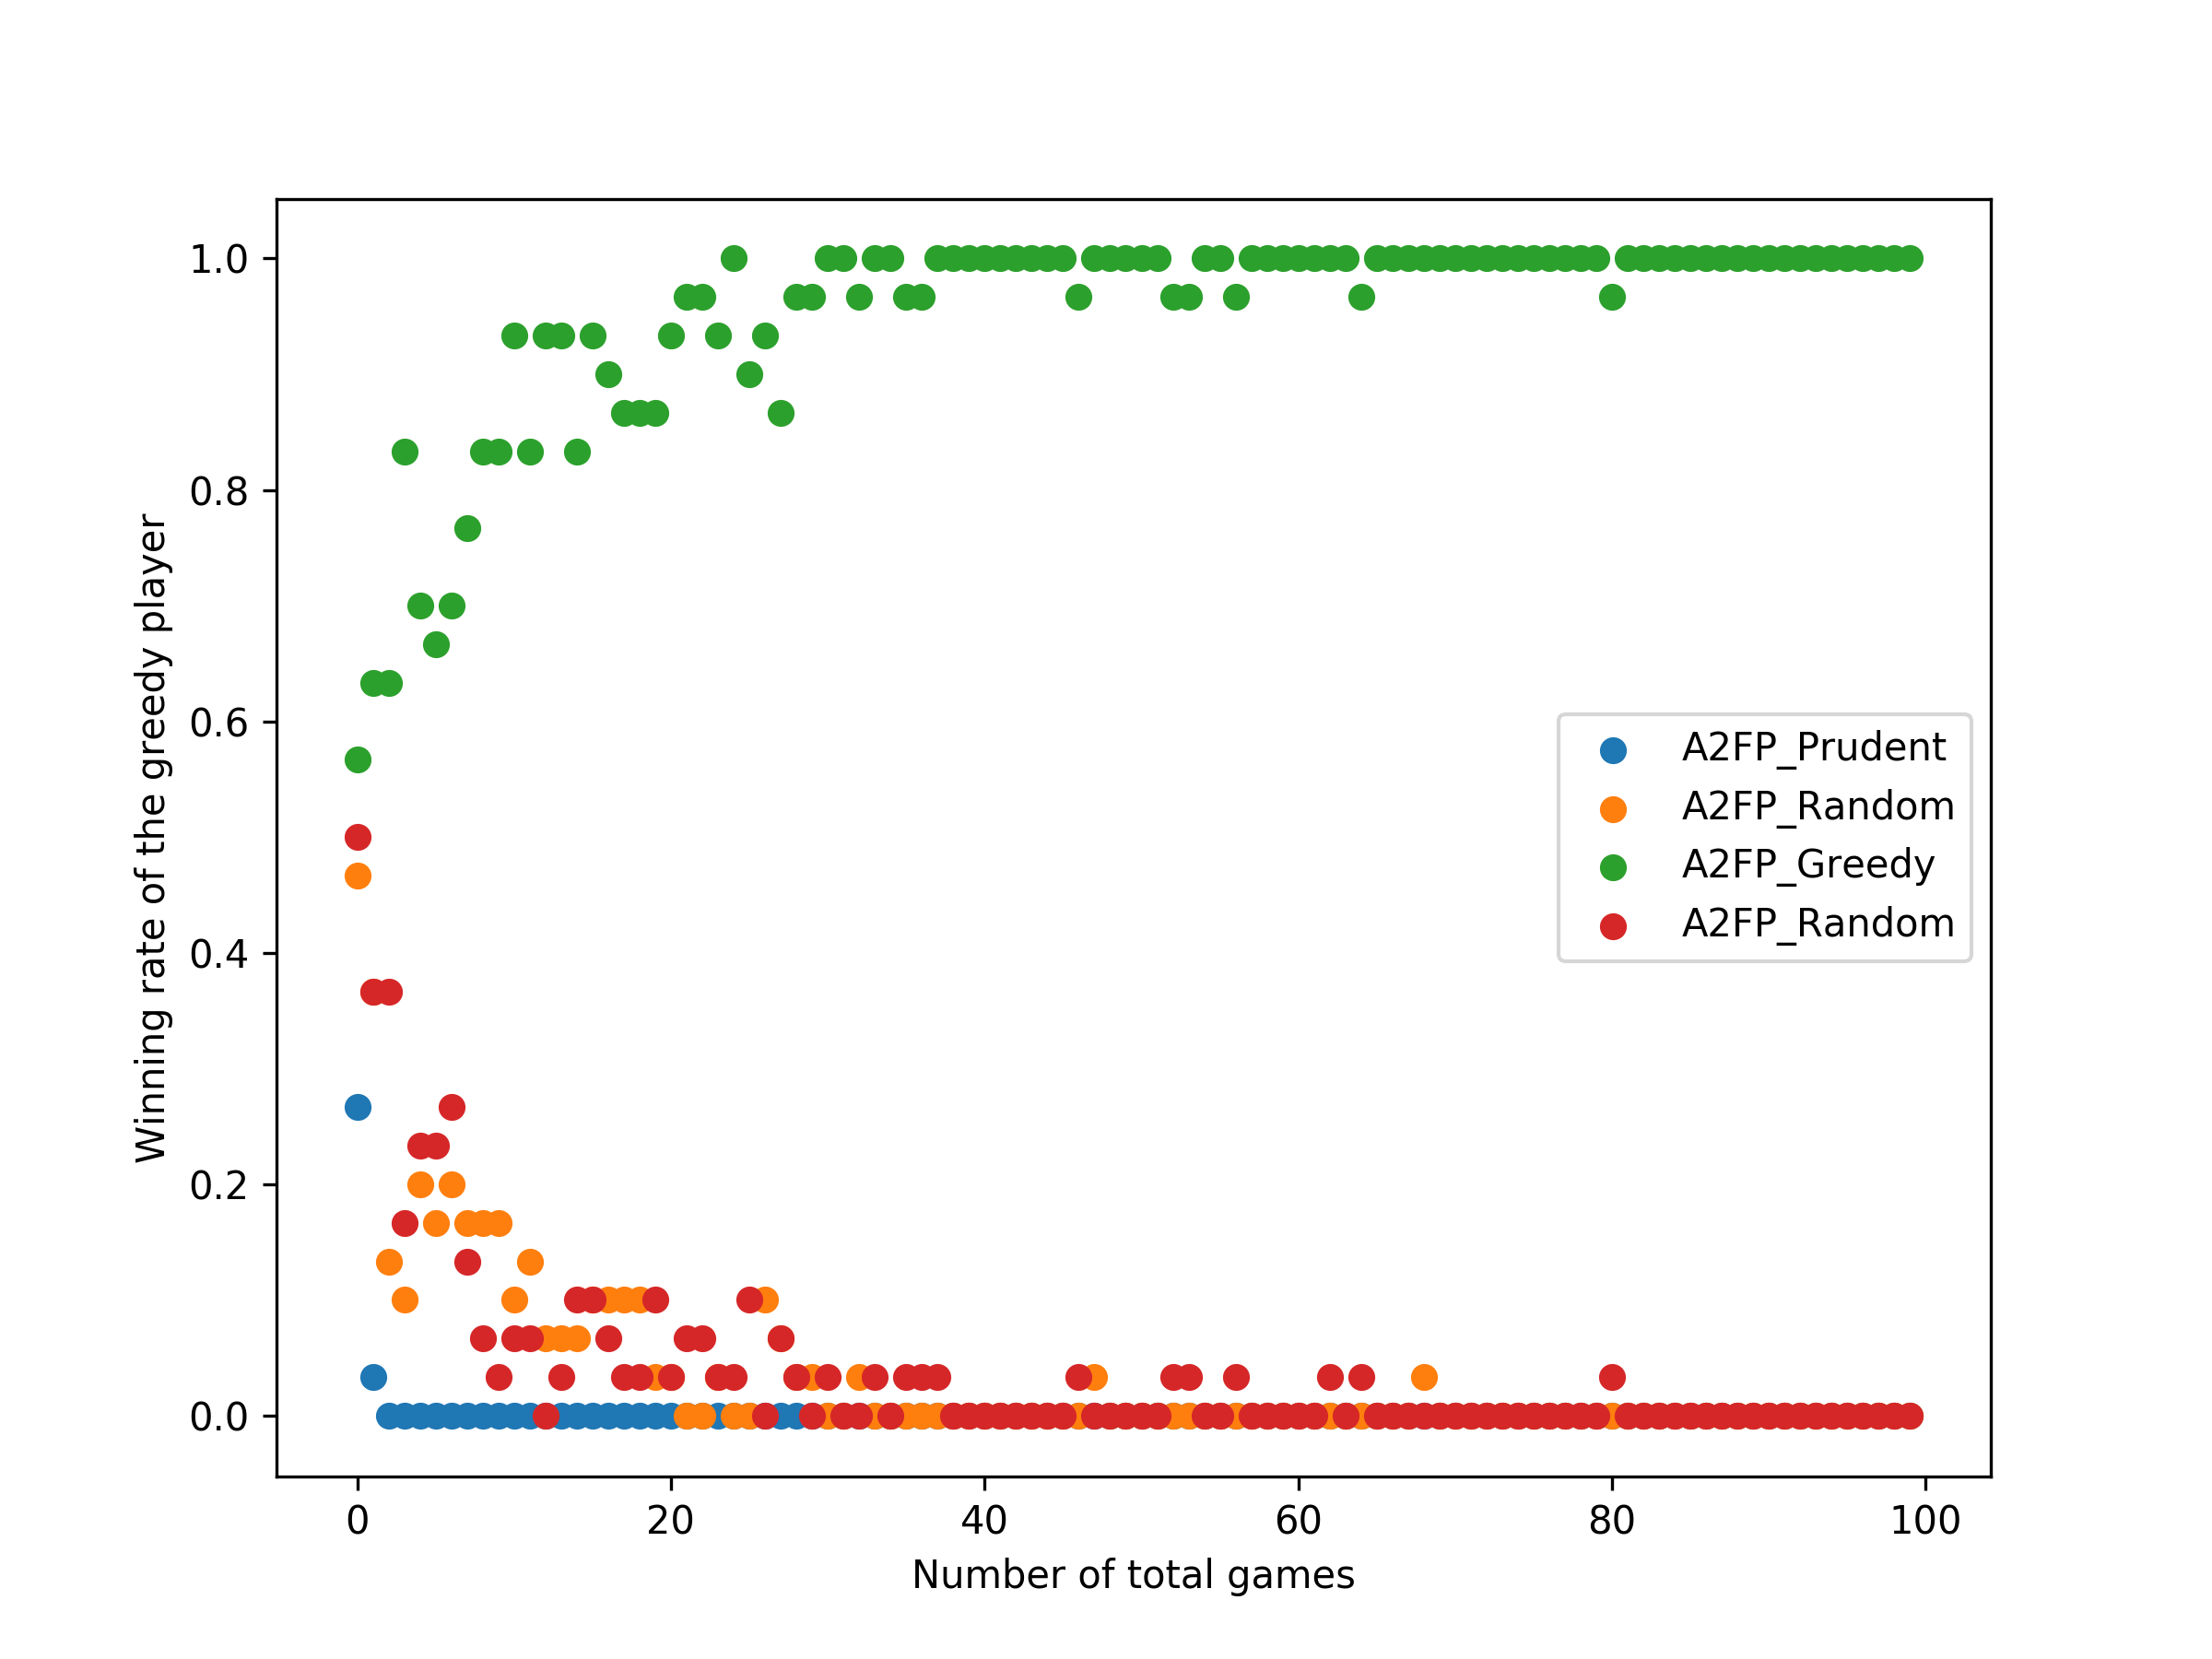 1.0
0.8
0.6
0.4
0.2
0.0
Winning rate of the greedy player
A2FP_Prudent
A2FP_Random
A2FP_Greedy
A2FP_Random
0 20 40 60 80 100
Number of total games